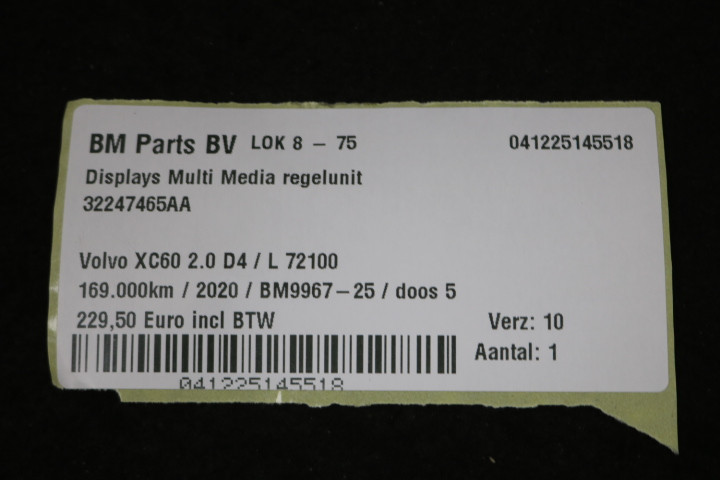 BM Parts BV LOK 8 - 75 041225145518
Displays Multi Media regelunit
32247465AA
Volvo XC60 2.0 D4 / L 72100
169.000km / 2020 / BM9967-25 / doos 5
229,50 Euro incl BTW Verz: 10
Aantal: 1
041225145518